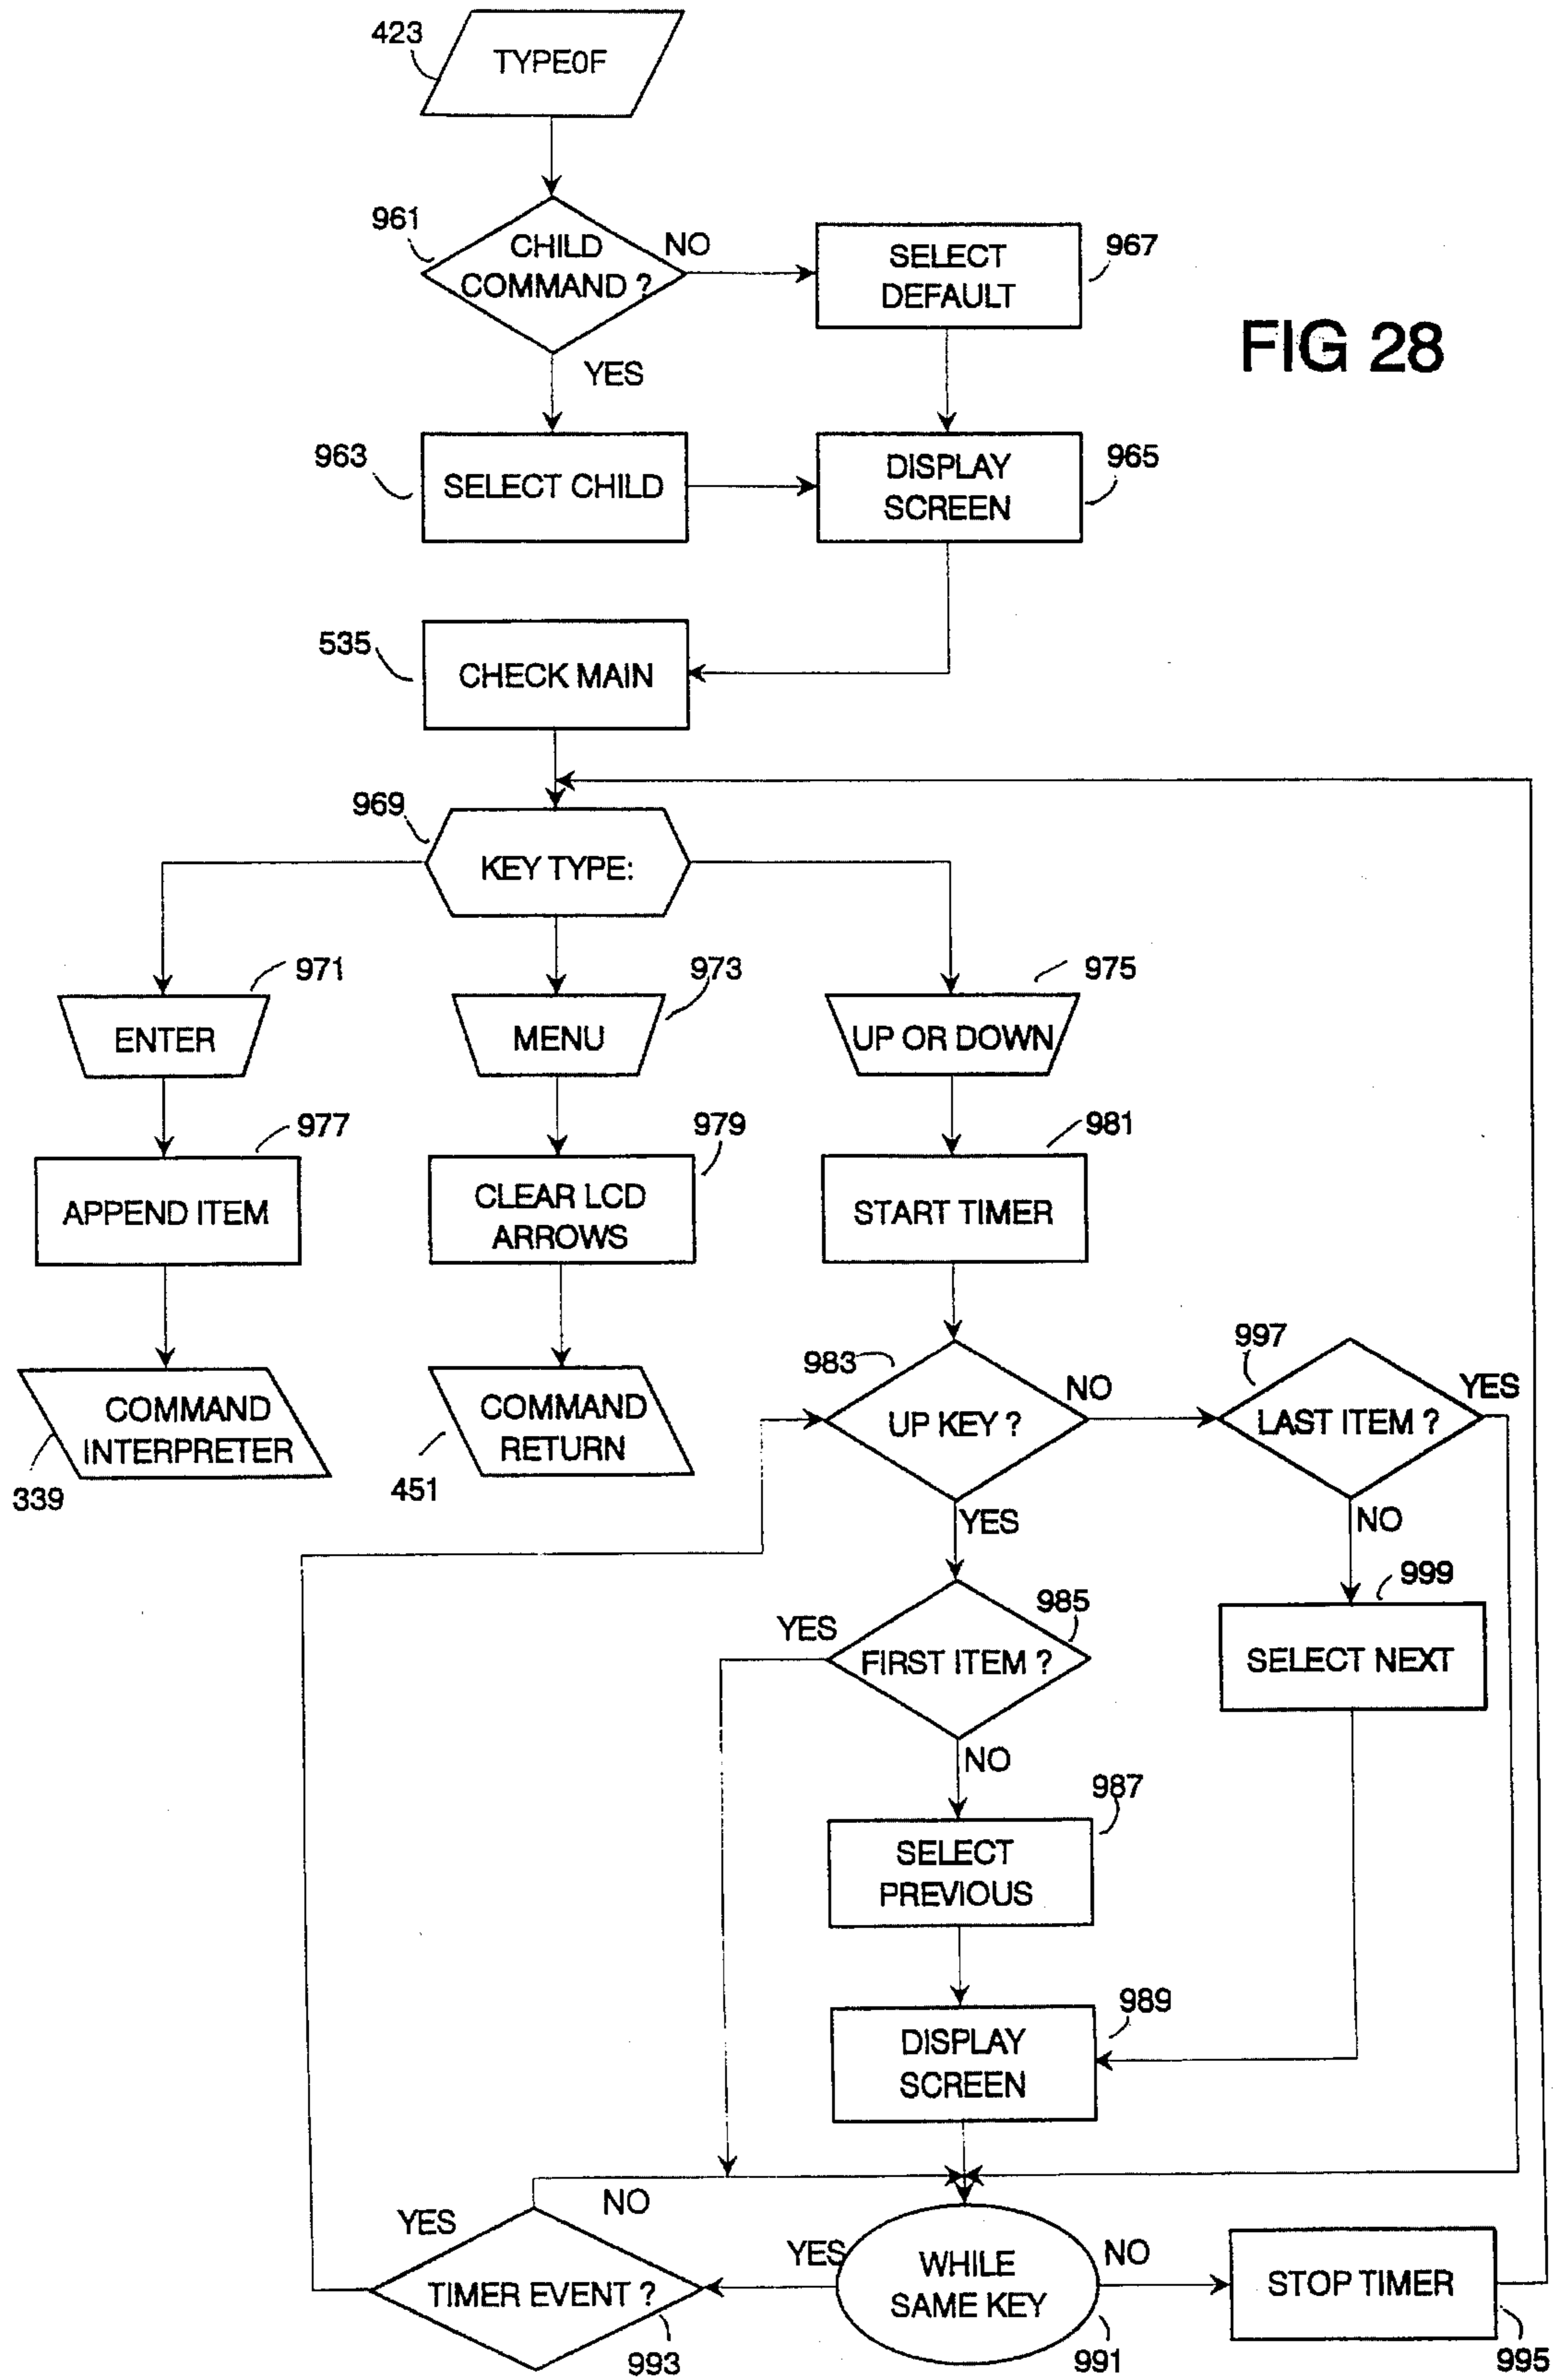 423
TYPE0F
961
CHILD
COMMAND ?
NO
SELECT
DEFAULT
967
FIG 28
YES
963
SELECT CHILD
DISPLAY
SCREEN
965
535
CHECK MAIN
969
KEY TYPE:
971
973
975
ENTER
MENU
UP OR DOWN
977
979
981
APPEND ITEM
CLEAR LCD
ARROWS
START TIMER
983
997
NO
YES
COMMAND
INTERPRETER
COMMAND
RETURN
UP KEY ?
LAST ITEM ?
339
451
YES
NO
999
985
YES
FIRST ITEM ?
SELECT NEXT
NO
987
SELECT
PREVIOUS
989
DISPLAY
SCREEN
NO
YES
YES
WHILE
SAME KEY
NO
TIMER EVENT ?
STOP TIMER
993
991
995